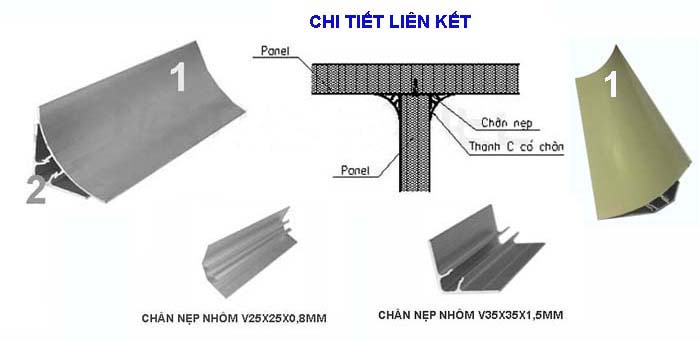 CHI TIẾT LIÊN KẾT
1
Panel
1
Chân nẹp
Thanh C cổ chân
Panel
2
CHÂN NẸP NHÔM V25X25X0,8MM
CHÂN NẸP NHÔM V35X35X1,5MM